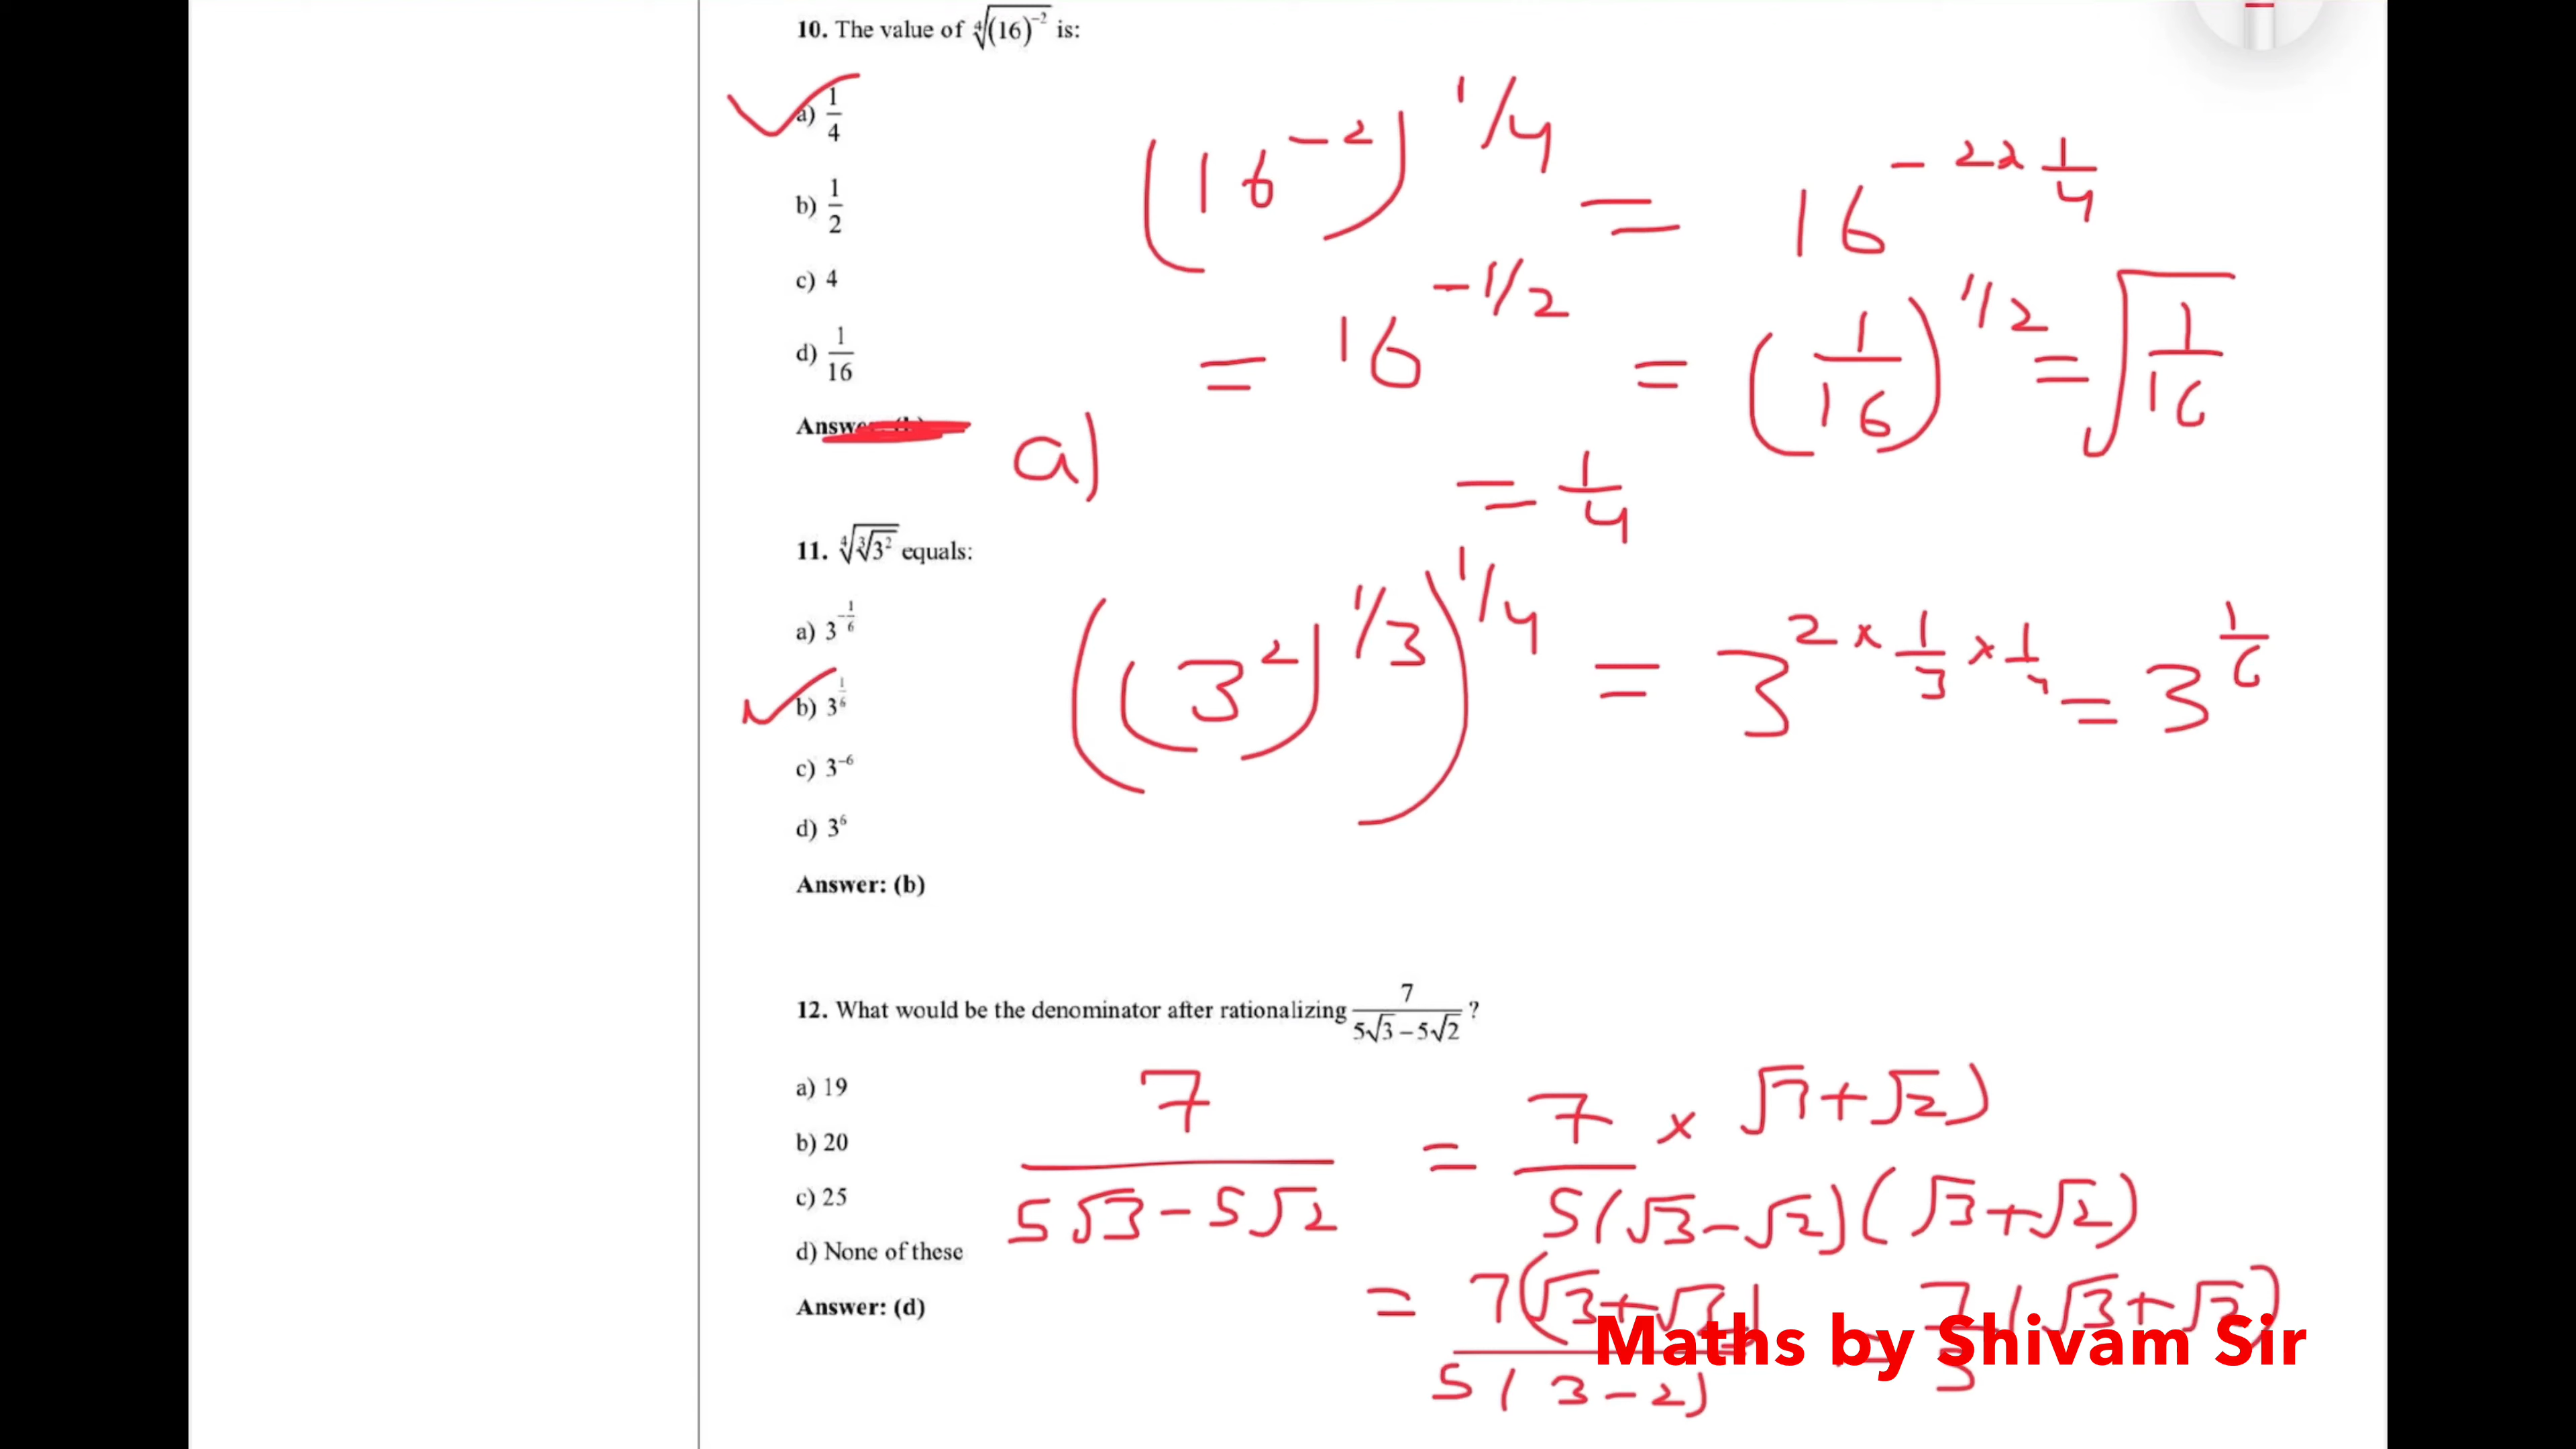 10. The value of ∜(16)⁻² is:
a) 1/4
b) 1/2
c) 4
d) 1/16
Answer
a)
(16⁻²)^1/4 = 16^(-2x1/4)
= 16^(-1/2) = (1/16)^1/2 = √(1/16)
= 1/4
11. ∜∛3² equals:
a) 3^(-1/6)
b) 3^(1/6)
c) 3⁻⁶
d) 3⁶
Answer: (b)
((3²)^1/3)^1/4 = 3^(2 x 1/3 x 1/4) = 3^(1/6)
12. What would be the denominator after rationalizing 7/(5√3 – 5√2) ?
a) 19
b) 20
c) 25
d) None of these
Answer: (d)
7/(5√3 - 5√2) = 7/5(√3-√2) x (√3+√2)/(√3+√2)
= 7(√3+√2)/5(3-2) = 7/5(√3+√2)
Maths by Shivam Sir